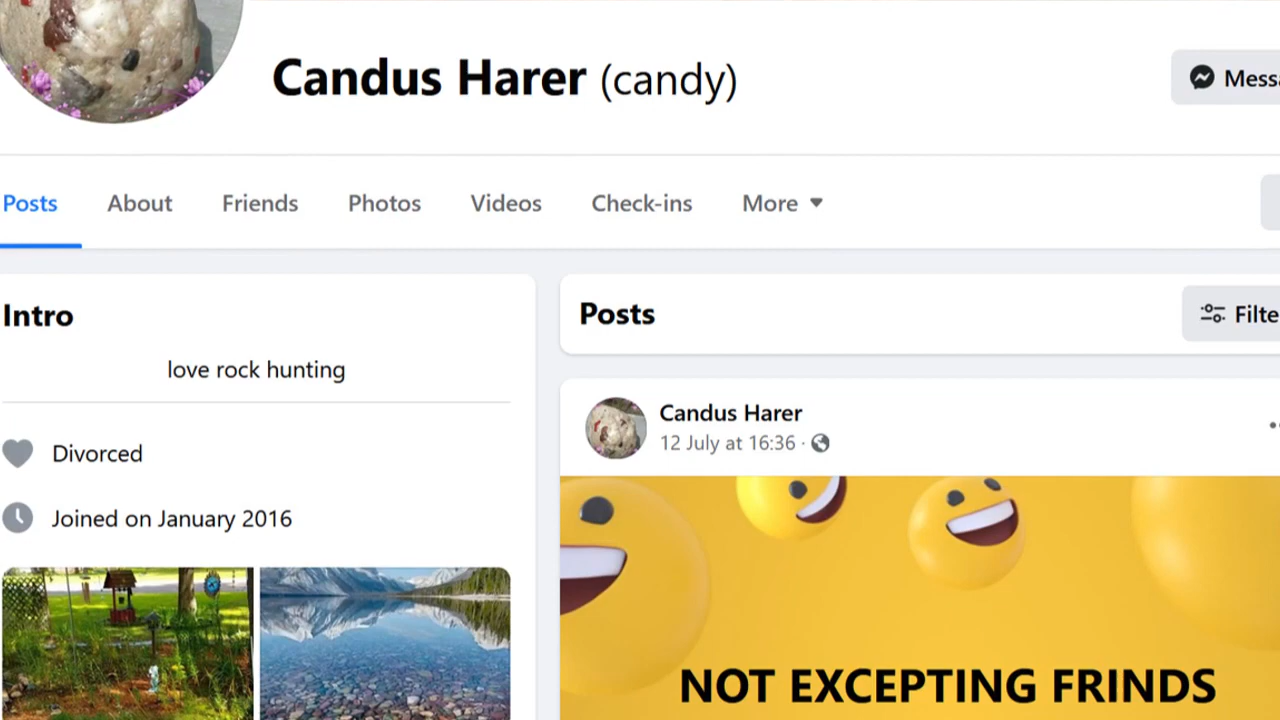 Candus Harer (candy)
Posts About Friends Photos Videos Check-ins More
Intro
love rock hunting
Divorced
Joined on January 2016
Posts
Candus Harer
12 July at 16:36 ·
NOT EXCEPTING FRINDS